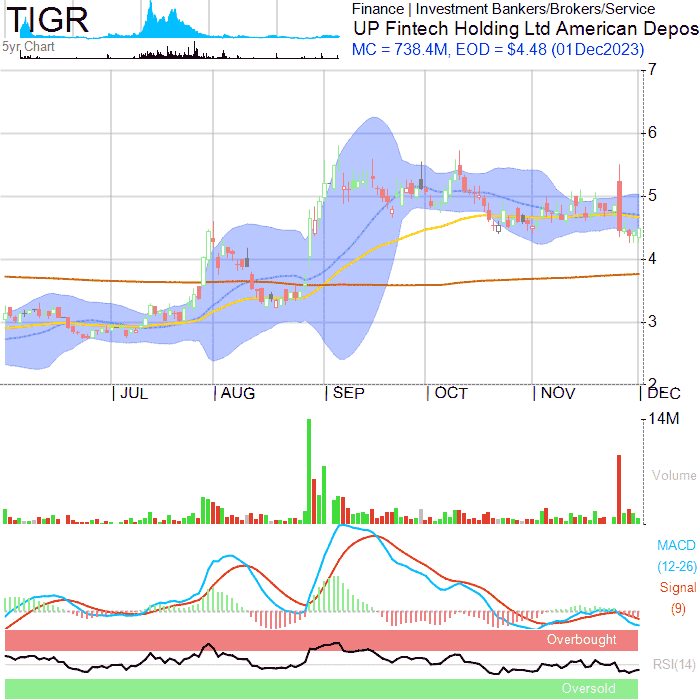 TIGR
5yr Chart
Finance | Investment Bankers/Brokers/Service
UP Fintech Holding Ltd American Depos
MC = 738.4M, EOD = $4.48 (01Dec2023)
7
6
5
4
3
2
JUL AUG SEP OCT NOV DEC
14M
Volume
MACD
(12-26)
Signal
(9)
Overbought
RSI(14)
Oversold